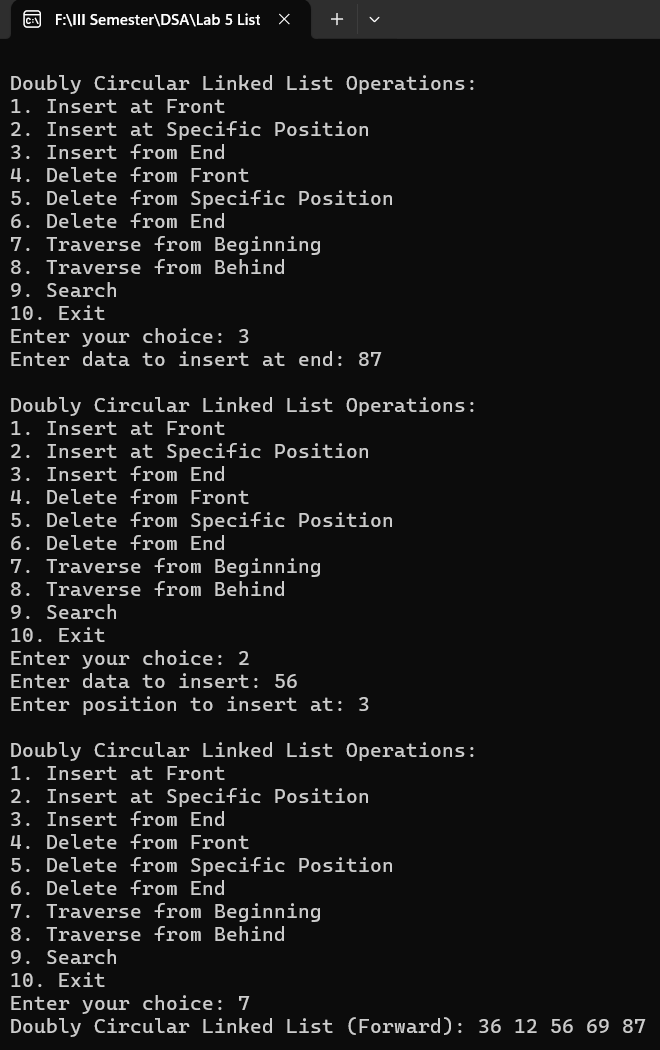 F:\III Semester\DSA\Lab 5 List
Doubly Circular Linked List Operations:
1. Insert at Front
2. Insert at Specific Position
3. Insert from End
4. Delete from Front
5. Delete from Specific Position
6. Delete from End
7. Traverse from Beginning
8. Traverse from Behind
9. Search
10. Exit
Enter your choice: 3
Enter data to insert at end: 87
Doubly Circular Linked List Operations:
1. Insert at Front
2. Insert at Specific Position
3. Insert from End
4. Delete from Front
5. Delete from Specific Position
6. Delete from End
7. Traverse from Beginning
8. Traverse from Behind
9. Search
10. Exit
Enter your choice: 2
Enter data to insert: 56
Enter position to insert at: 3
Doubly Circular Linked List Operations:
1. Insert at Front
2. Insert at Specific Position
3. Insert from End
4. Delete from Front
5. Delete from Specific Position
6. Delete from End
7. Traverse from Beginning
8. Traverse from Behind
9. Search
10. Exit
Enter your choice: 7
Doubly Circular Linked List (Forward): 36 12 56 69 87